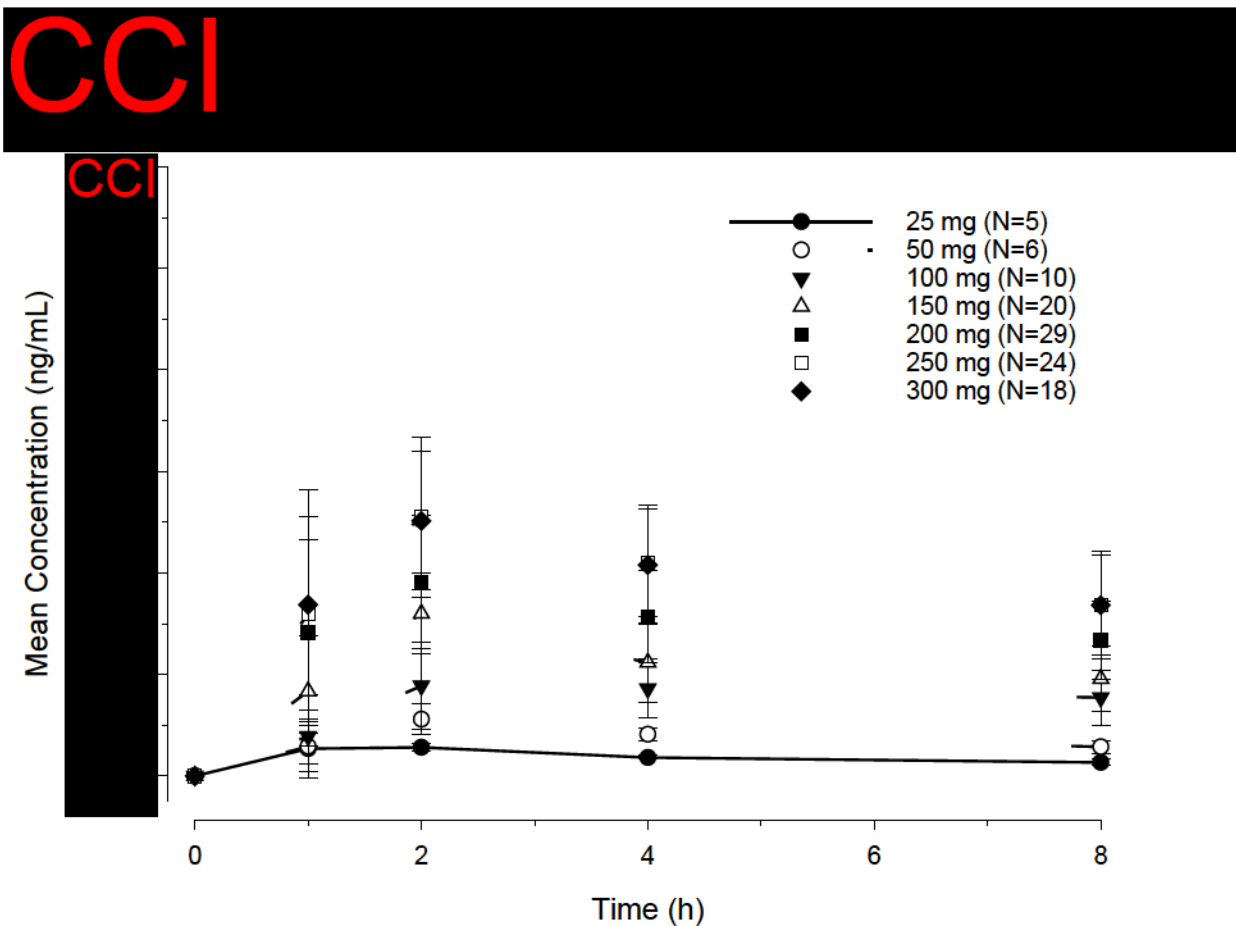 CCI
CCI
25 mg (N=5)
50 mg (N=6)
100 mg (N=10)
150 mg (N=20)
200 mg (N=29)
250 mg (N=24)
300 mg (N=18)
Mean Concentration (ng/mL)
0 2 4 6 8
Time (h)